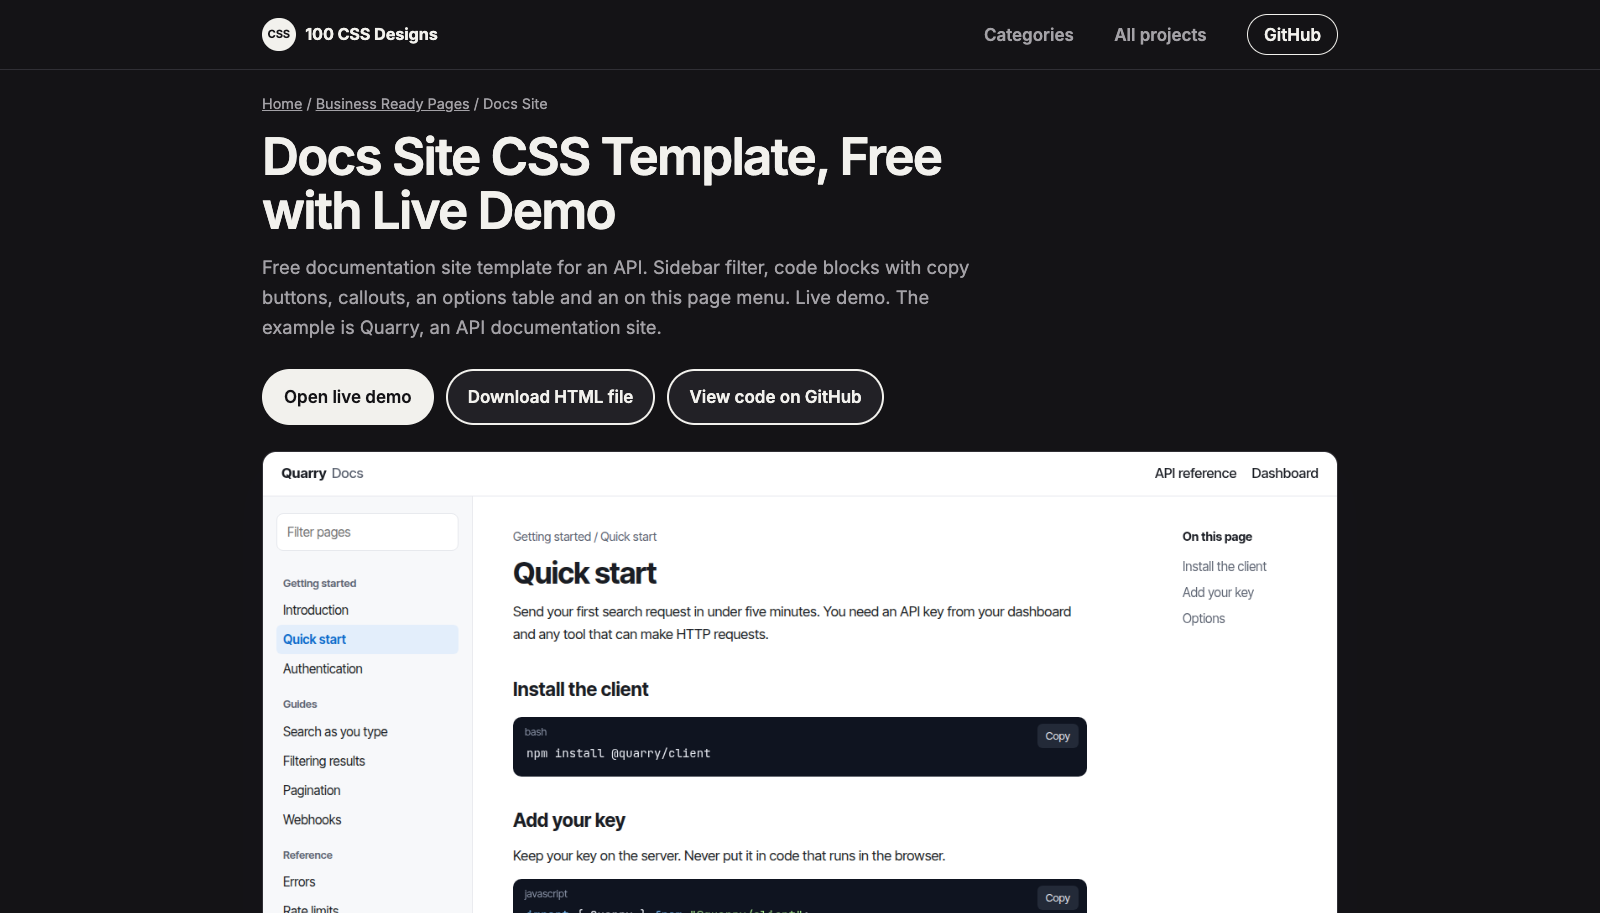 CSS 100 CSS Designs
Categories All projects GitHub
Home / Business Ready Pages / Docs Site
Docs Site CSS Template, Free
with Live Demo
Free documentation site template for an API. Sidebar filter, code blocks with copy
buttons, callouts, an options table and an on this page menu. Live demo. The
example is Quarry, an API documentation site.
Open live demo Download HTML file View code on GitHub
Quarry Docs
API reference Dashboard
Filter pages
Getting started
Introduction
Quick start
Authentication
Guides
Search as you type
Filtering results
Pagination
Webhooks
Reference
Errors
Rate limits
Getting started / Quick start
Quick start
Send your first search request in under five minutes. You need an API key from your dashboard
and any tool that can make HTTP requests.
Install the client
bash
Copy
npm install @quarry/client
Add your key
Keep your key on the server. Never put it in code that runs in the browser.
javascript
Copy
import { Quarry } from "@quarry/client";
On this page
Install the client
Add your key
Options